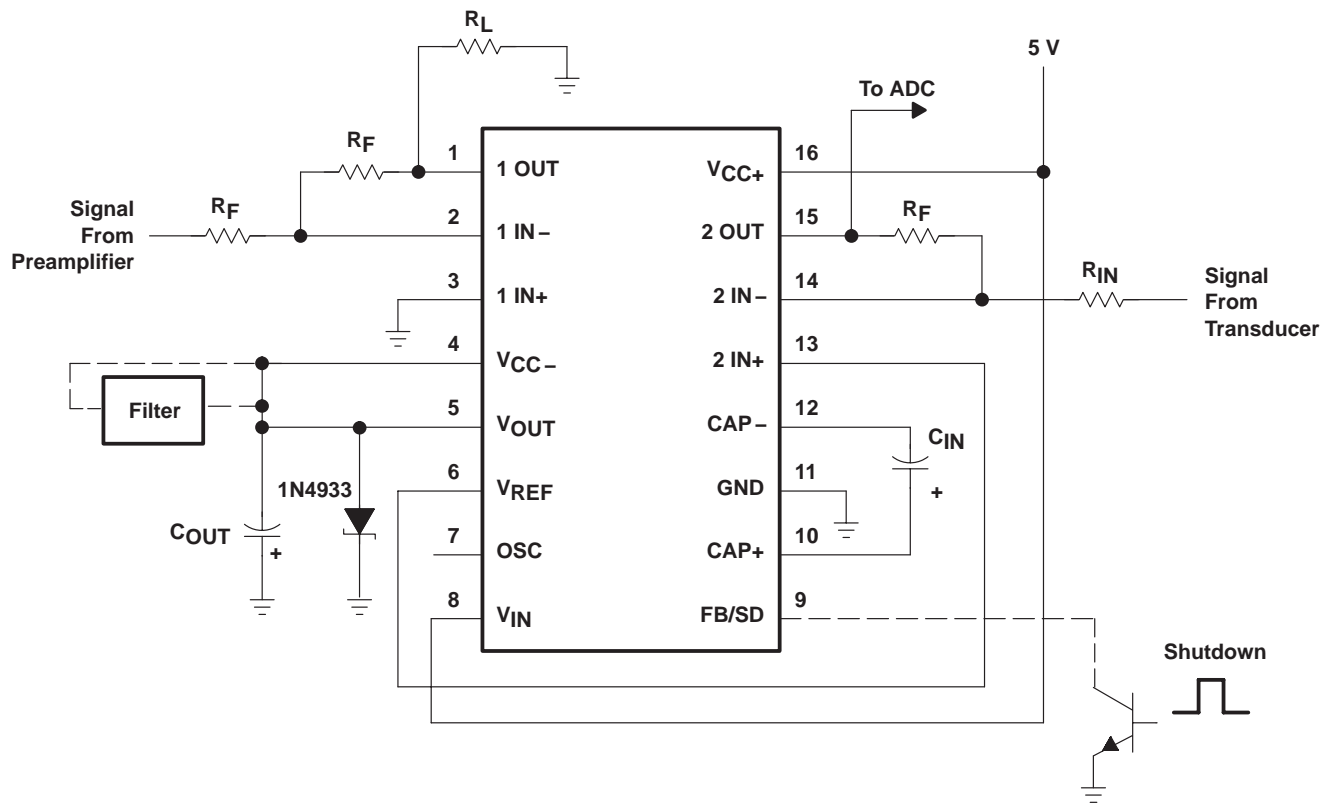 RL
5 V
To ADC
RF
1
1 OUT
VCC+
16
Signal
From
Preamplifier
RF
2
1 IN–
2 OUT
15
RF
3
1 IN+
2 IN–
14
RIN
Signal
From
Transducer
4
VCC–
2 IN+
13
Filter
5
VOUT
CAP–
12
CIN
+
1N4933
6
VREF
GND
11
COUT
+
7
OSC
CAP+
10
8
VIN
FB/SD
9
Shutdown